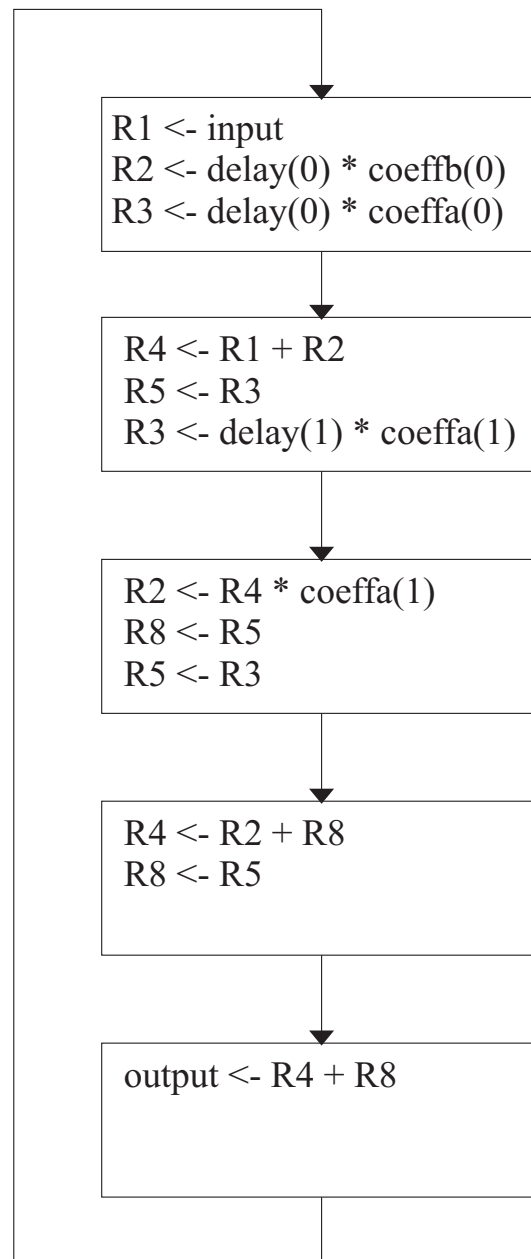 R1 <- input
R2 <- delay(0) * coeffb(0)
R3 <- delay(0) * coeffa(0)
R4 <- R1 + R2
R5 <- R3
R3 <- delay(1) * coeffa(1)
R2 <- R4 * coeffa(1)
R8 <- R5
R5 <- R3
R4 <- R2 + R8
R8 <- R5
output <- R4 + R8